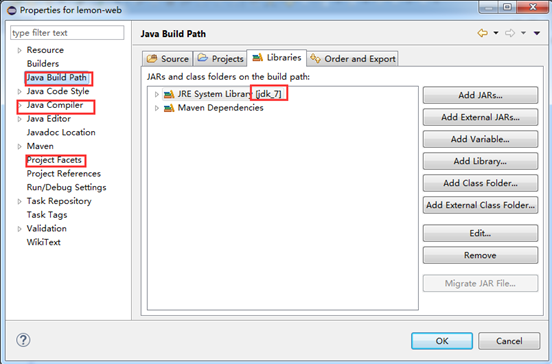 Properties for lemon-web
type filter text
Resource
Builders
Java Build Path
Java Code Style
Java Compiler
Java Editor
Javadoc Location
Maven
Project Facets
Project References
Run/Debug Settings
Task Repository
Task Tags
Validation
WikiText
Java Build Path
Source
Projects
Libraries
Order and Export
JARs and class folders on the build path:
JRE System Library [jdk_7]
Maven Dependencies
Add JARs...
Add External JARs...
Add Variable...
Add Library...
Add Class Folder...
Add External Class Folder...
Edit...
Remove
Migrate JAR File...
OK
Cancel